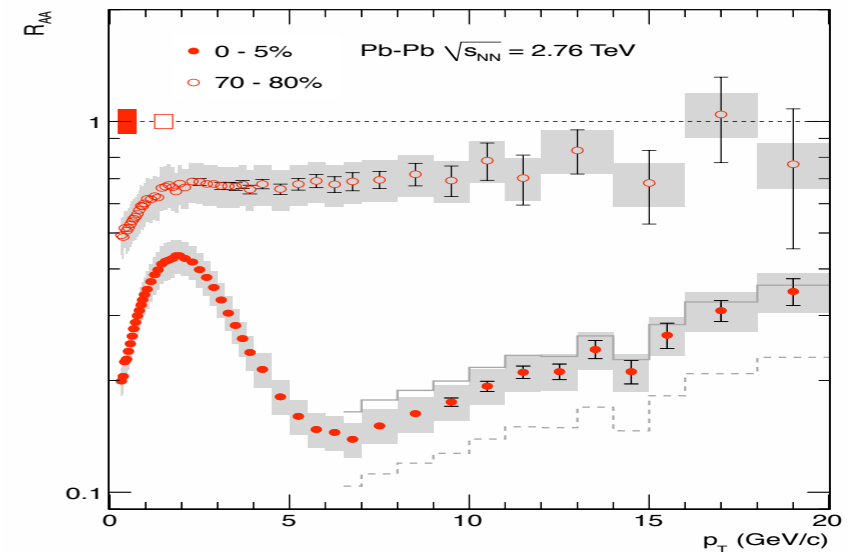 R_AA
0 - 5%
Pb-Pb √s_NN = 2.76 TeV
70 - 80%
1
0.1
0
5
10
15
20
p_T (GeV/c)